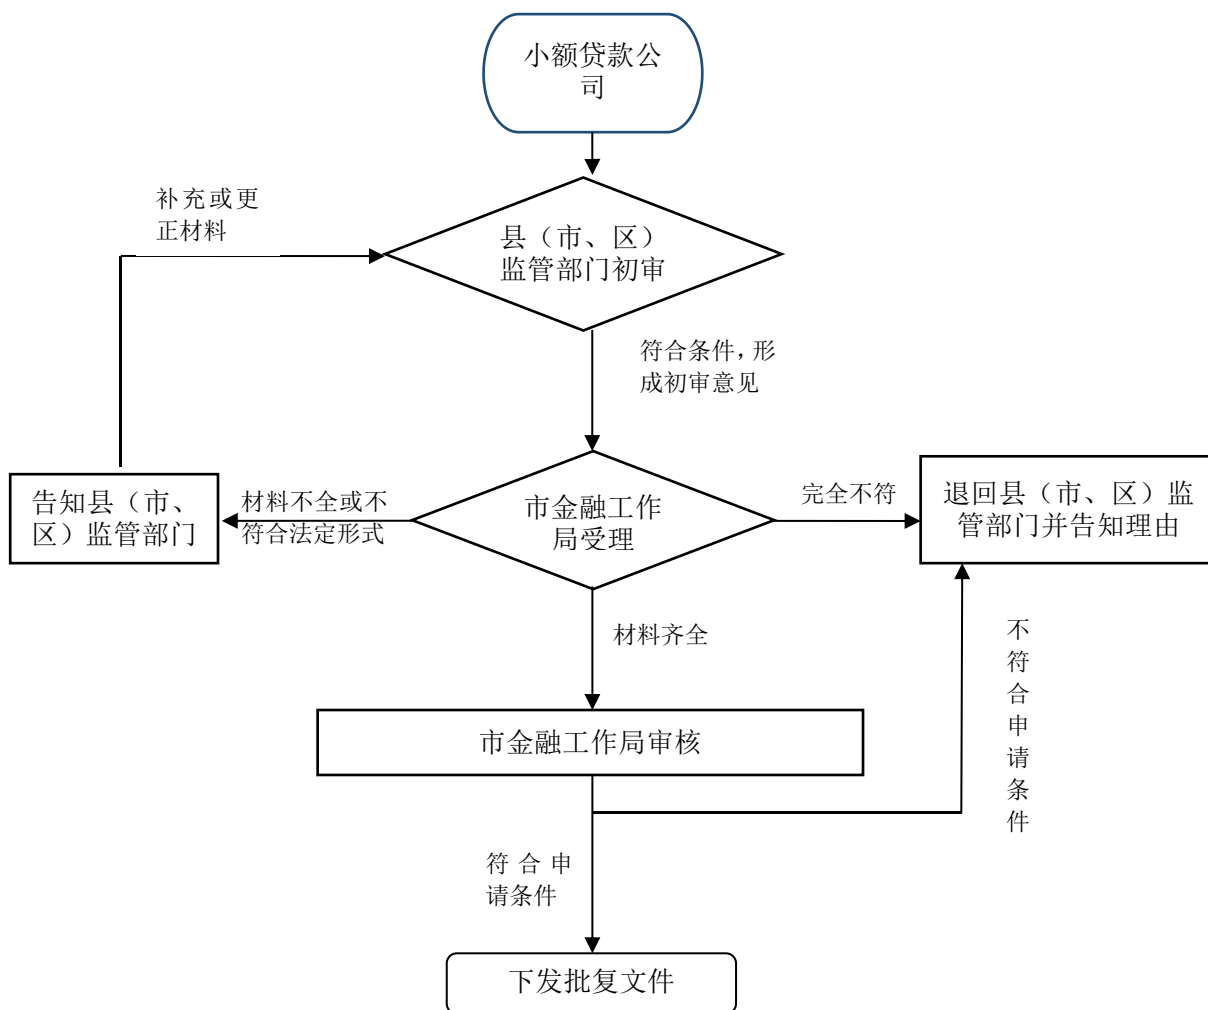 小额贷款公
司
补充或更
正材料
县（市、区）
监管部门初审
符合条件，形
成初审意见
告知县（市、
区）监管部门
材料不全或不
符合法定形式
市金融工作
局受理
完全不符
退回县（市、区）监
管部门并告知理由
材料齐全
不
符
合
申
请
条
件
市金融工作局审核
符合申
请条件
下发批复文件